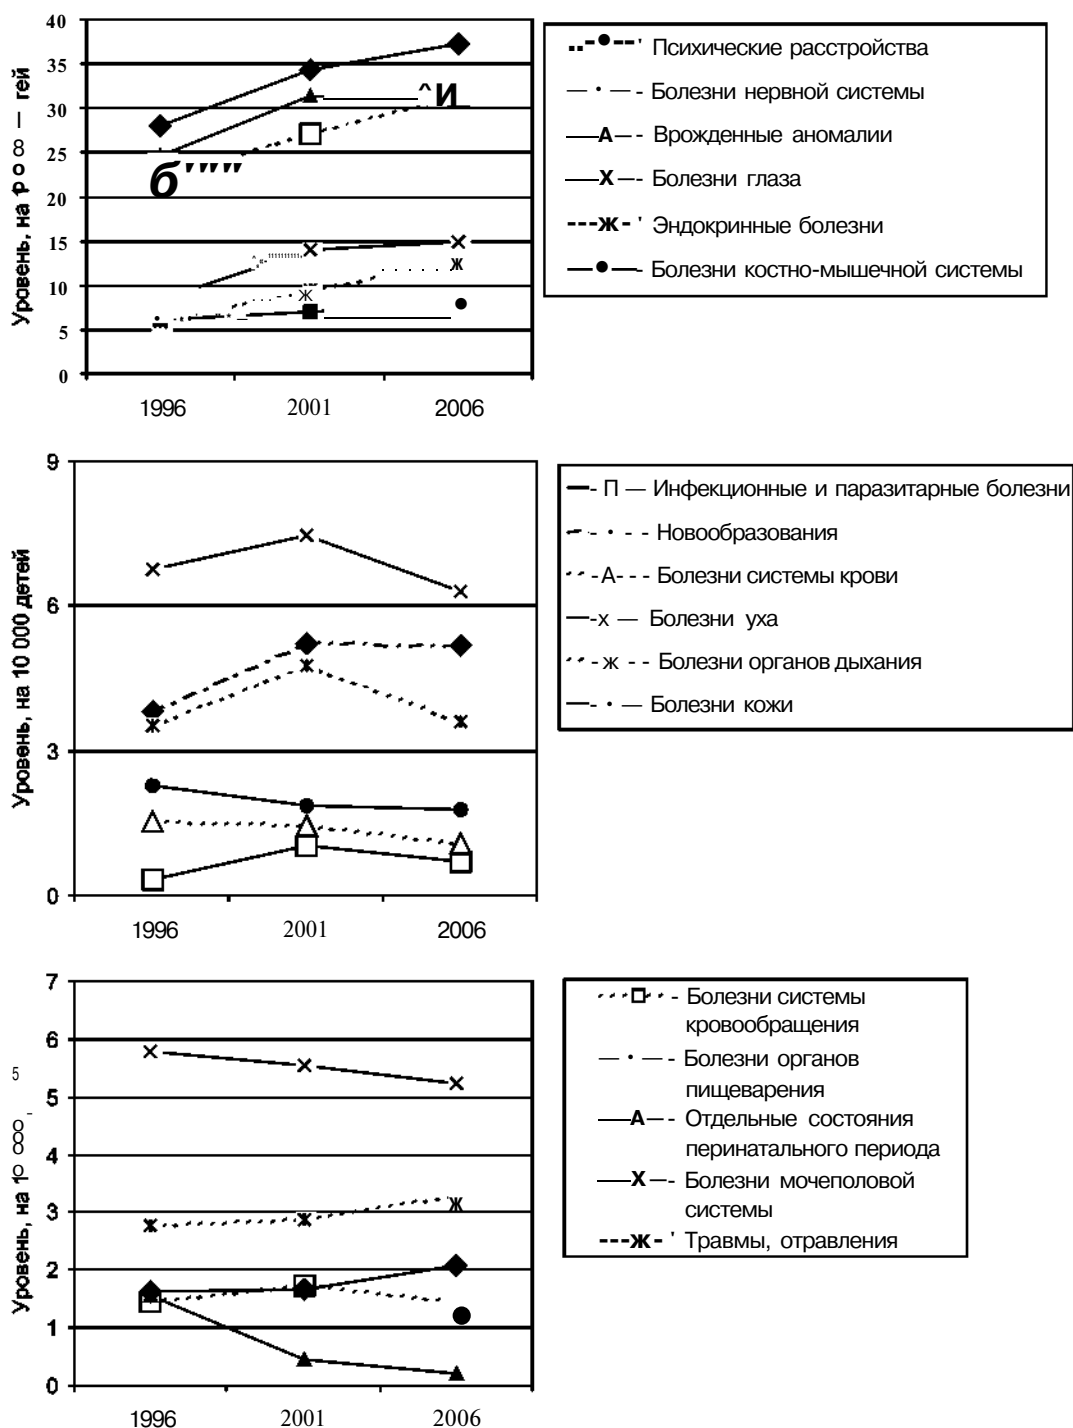 40
35
30
25
20
15
10
5
0
1996 2001 2006
Психические расстройства
Болезни нервной системы
А Врожденные аномалии
Х Болезни глаза
Ж Эндокринные болезни
Болезни костно-мышечной системы
Уровень, на 10 000 детей
9
6
3
0
1996 2001 2006
П — Инфекционные и паразитарные болезни
Новообразования
А Болезни системы крови
х — Болезни уха
ж Болезни органов дыхания
Болезни кожи
7
6
5
4
3
2
1
0
1996 2001 2006
Болезни системы
кровообращения
Болезни органов
пищеварения
А Отдельные состояния
перинатального периода
Х Болезни мочеполовой
системы
ж Травмы, отравления